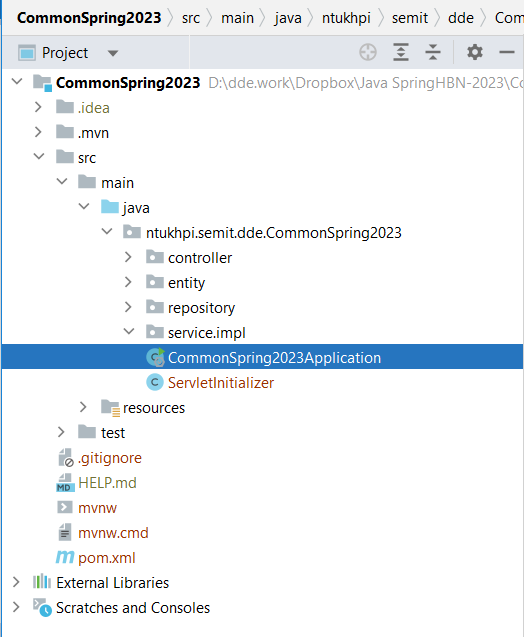 CommonSpring2023 src main java ntukhpi semit dde Com
Project
CommonSpring2023 D:\dde.work\Dropbox\Java SpringHBN-2023\Co
.idea
.mvn
src
main
java
ntukhpi.semit.dde.CommonSpring2023
controller
entity
repository
service.impl
CommonSpring2023Application
ServletInitializer
resources
test
.gitignore
HELP.md
mvnw
mvnw.cmd
pom.xml
External Libraries
Scratches and Consoles